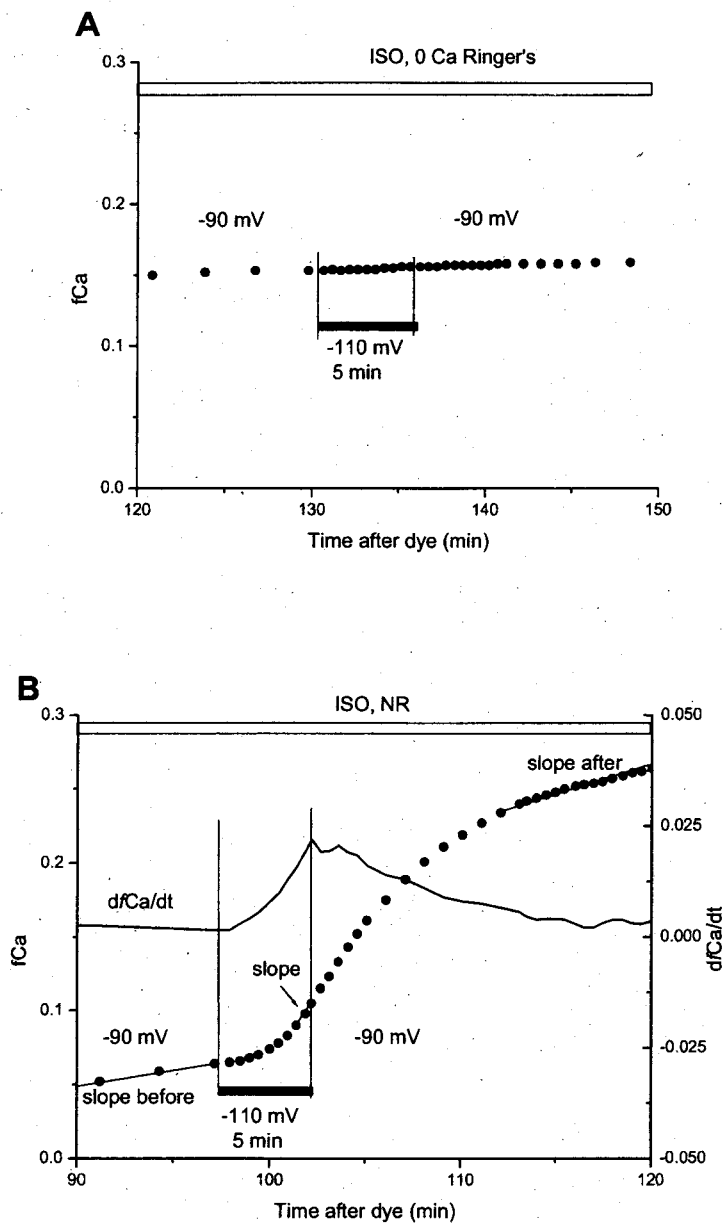 A
ISO, 0 Ca Ringer's
0.3
0.2
0.1
0.0
fCa
-90 mV
-90 mV
-110 mV
5 min
120
130
140
150
Time after dye (min)
B
ISO, NR
0.3
0.2
0.1
0.0
fCa
0.050
0.025
0.000
-0.025
-0.050
dfCa/dt
slope after
dfCa/dt
slope
-90 mV
-90 mV
slope before
-110 mV
5 min
90
100
110
120
Time after dye (min)